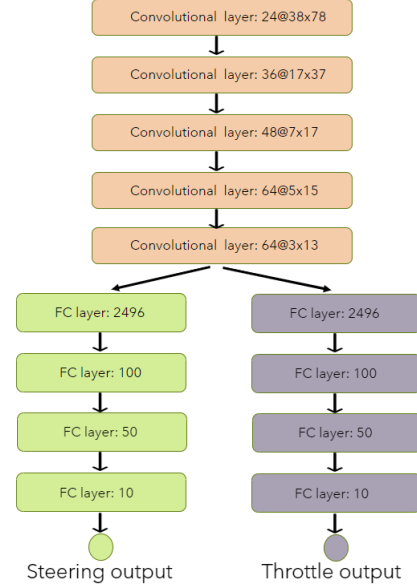 Convolutional layer: 24@38x78
Convolutional layer: 36@17x37
Convolutional layer: 48@7x17
Convolutional layer: 64@5x15
Convolutional layer: 64@3x13
FC layer: 2496
FC layer: 100
FC layer: 50
FC layer: 10
Steering output
FC layer: 2496
FC layer: 100
FC layer: 50
FC layer: 10
Throttle output